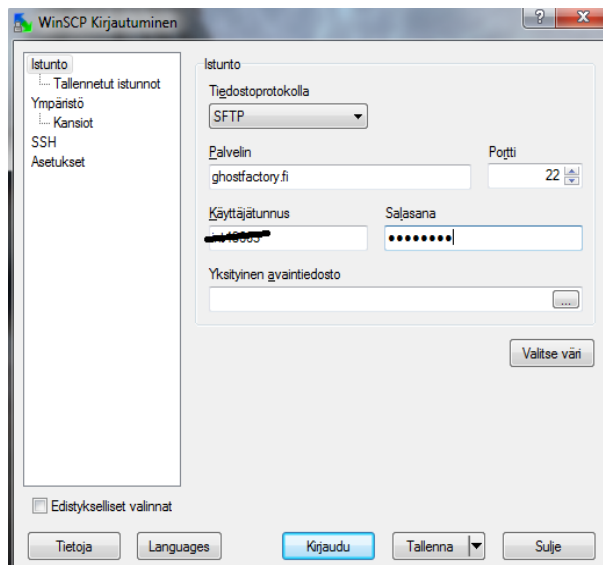 WinSCP Kirjautuminen
Istunto
Tallennetut istunnot
Ympäristö
Kansiot
SSH
Asetukset
Istunto
Tiedostoprotokolla
SFTP
Palvelin
Portti
ghostfactory.fi
22
Käyttäjätunnus
Salasana
••••••••
Yksityinen avaintiedosto
...
Valitse väri
Edistykselliset valinnat
Tietoja
Languages
Kirjaudu
Tallenna
Sulje